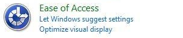 Ease of Access
Let Windows suggest settings
Optimize visual display